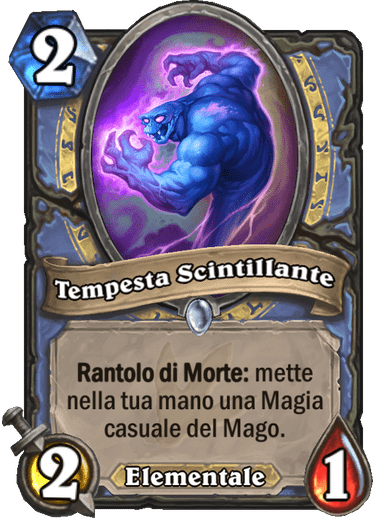 2
Tempesta Scintillante
Rantolo di Morte: mette
nella tua mano una Magia
casuale del Mago.
2
Elementale
1